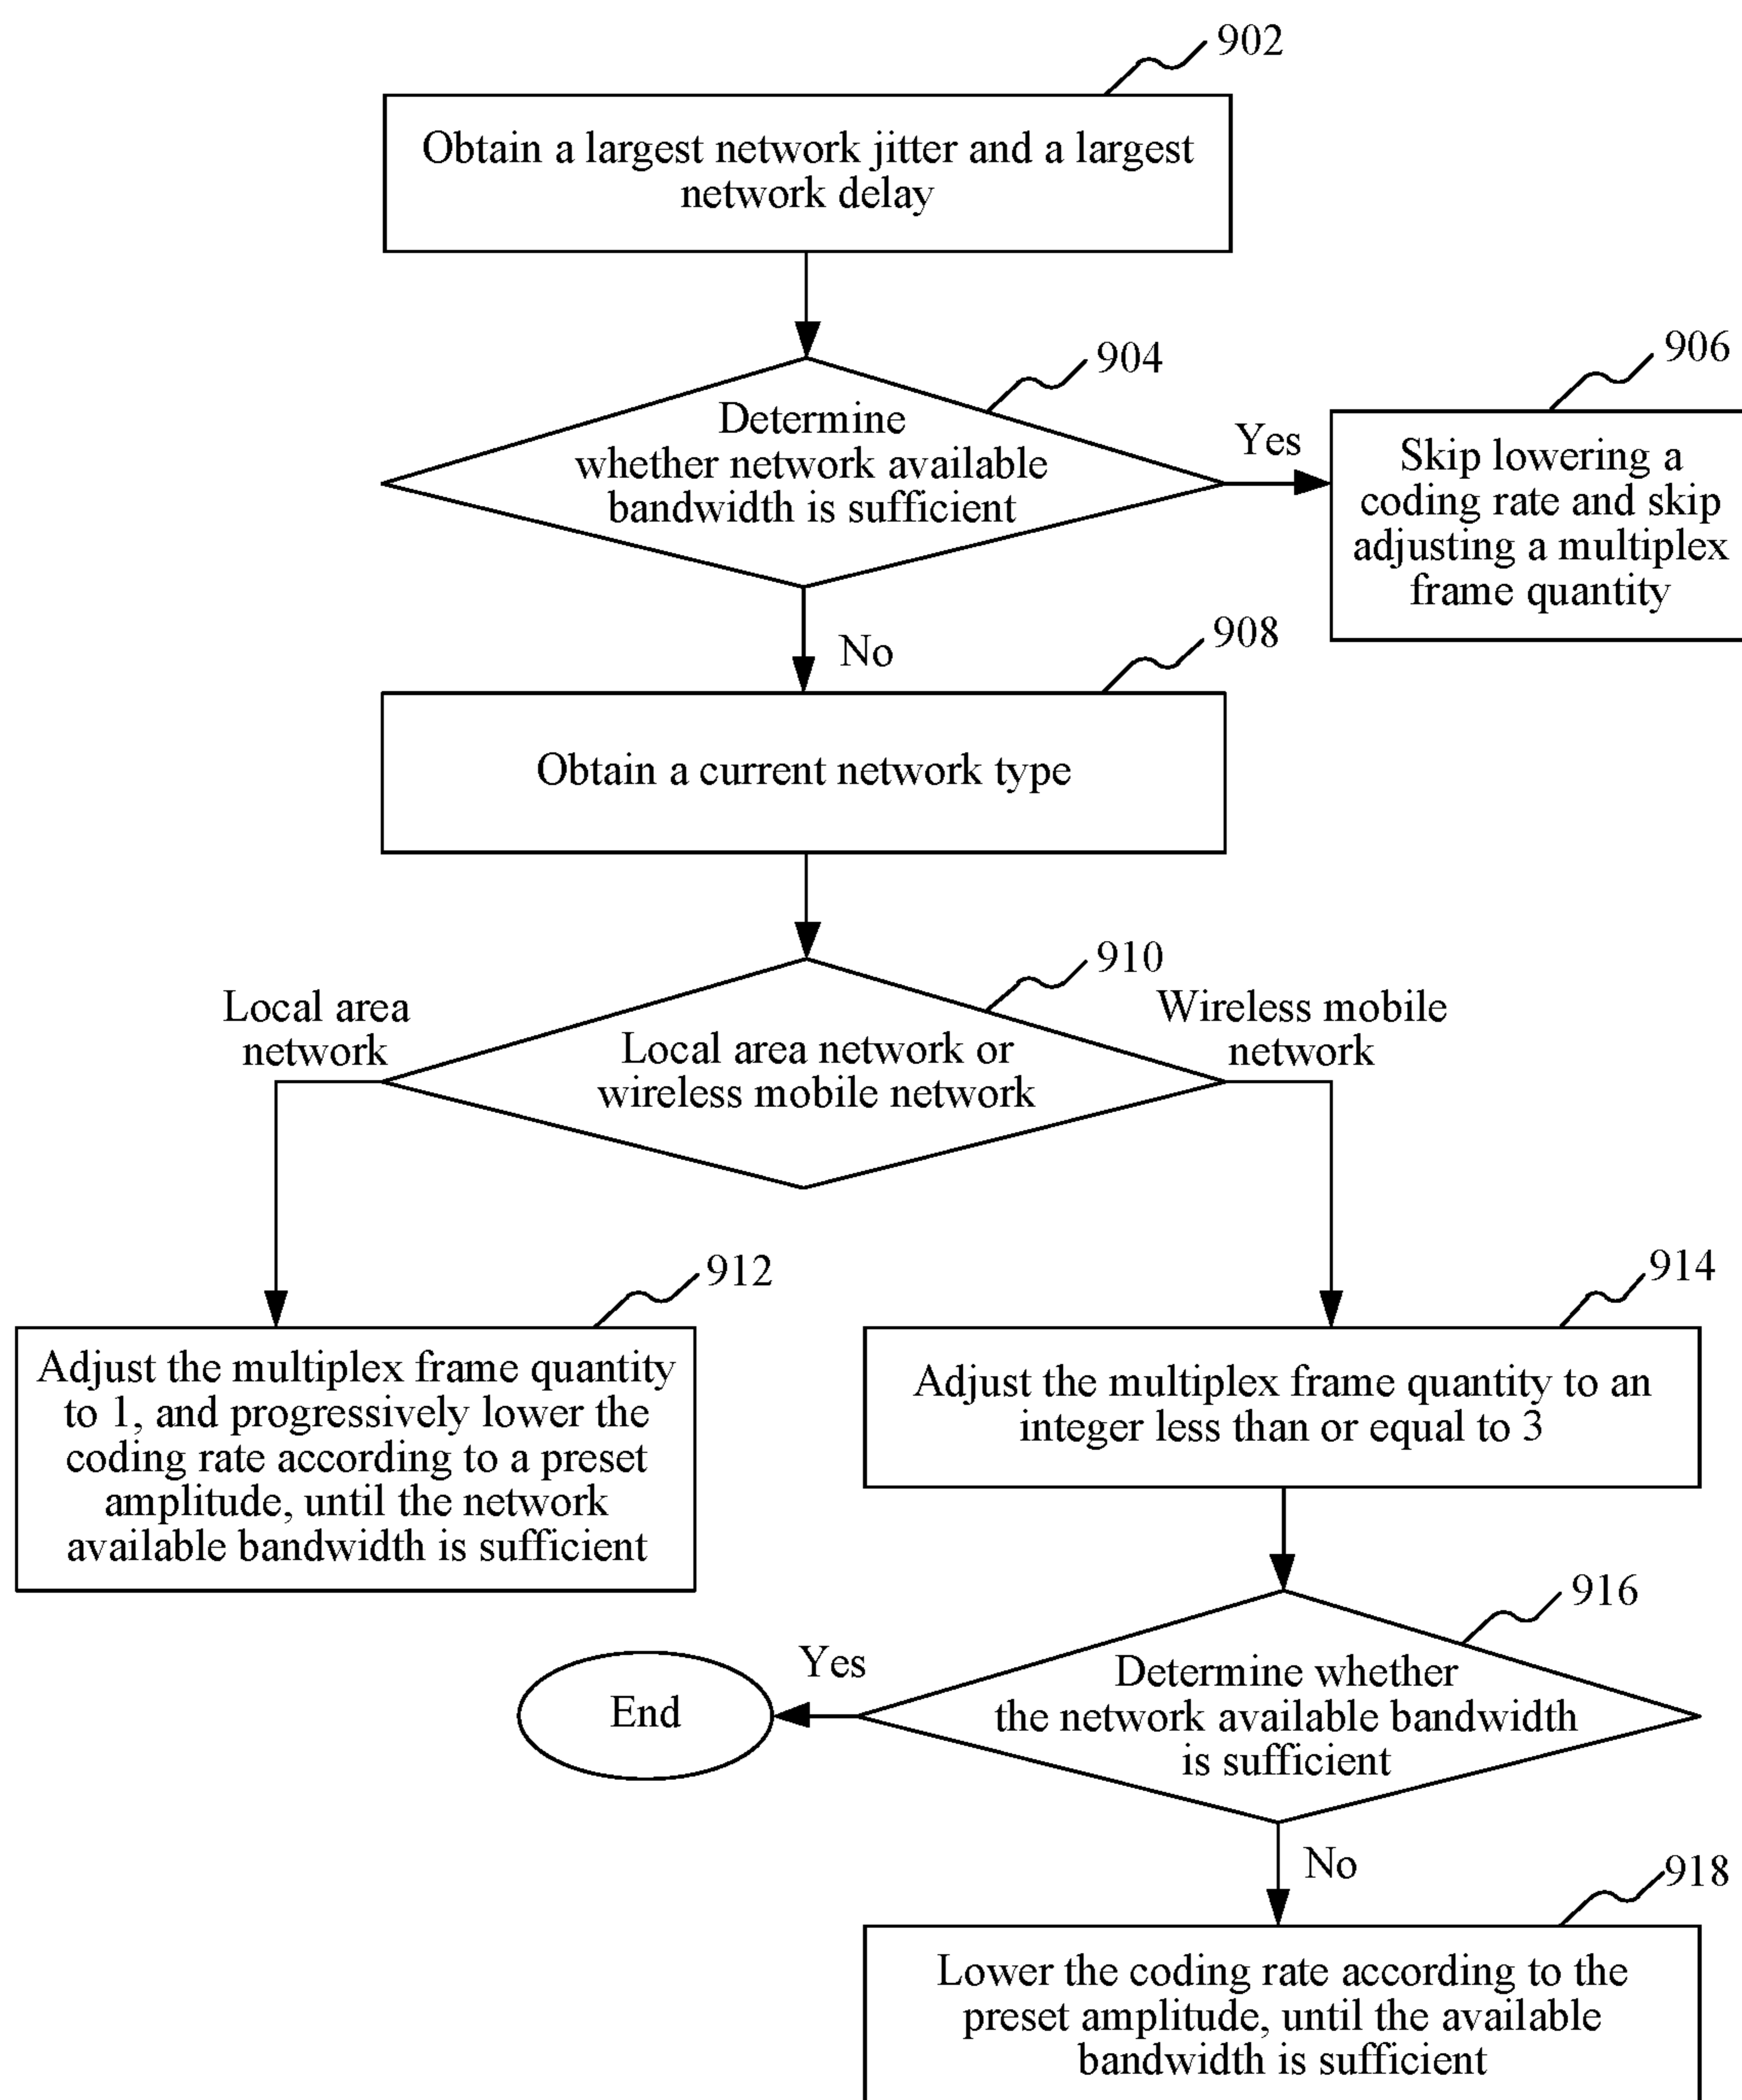 902
Obtain a largest network jitter and a largest
network delay
904
Determine
whether network available
bandwidth is sufficient
Yes
906
Skip lowering a
coding rate and skip
adjusting a multiplex
frame quantity
No
908
Obtain a current network type
910
Local area
network
Local area network or
wireless mobile network
Wireless mobile
network
912
Adjust the multiplex frame quantity
to 1, and progressively lower the
coding rate according to a preset
amplitude, until the network
available bandwidth is sufficient
914
Adjust the multiplex frame quantity to an
integer less than or equal to 3
916
Determine whether
the network available bandwidth
is sufficient
Yes
End
No
918
Lower the coding rate according to the
preset amplitude, until the available
bandwidth is sufficient